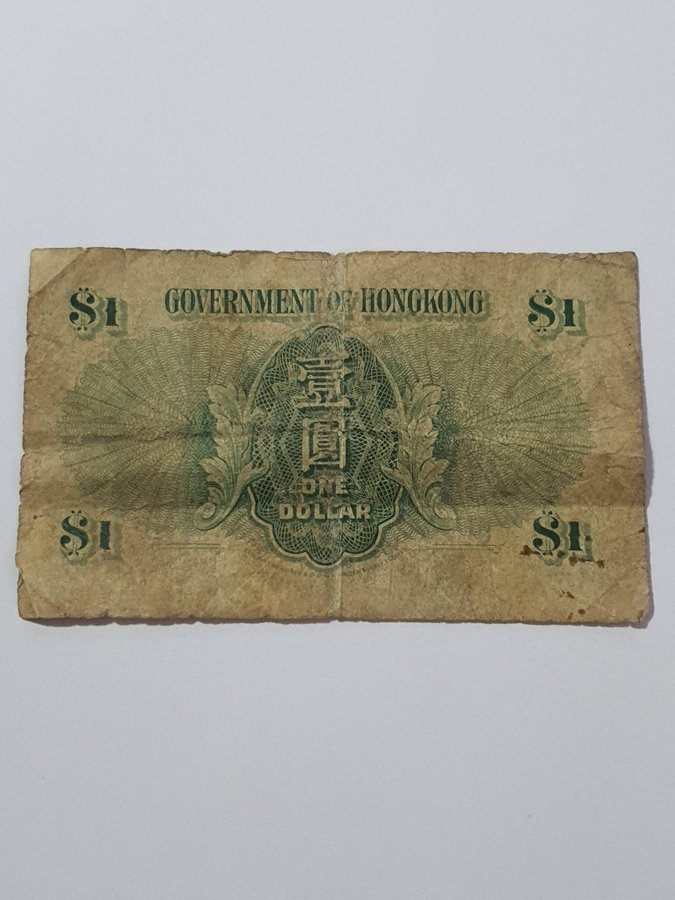 $1 GOVERNMENT OF HONGKONG $1
壹
圓
ONE
DOLLAR
$1 $1